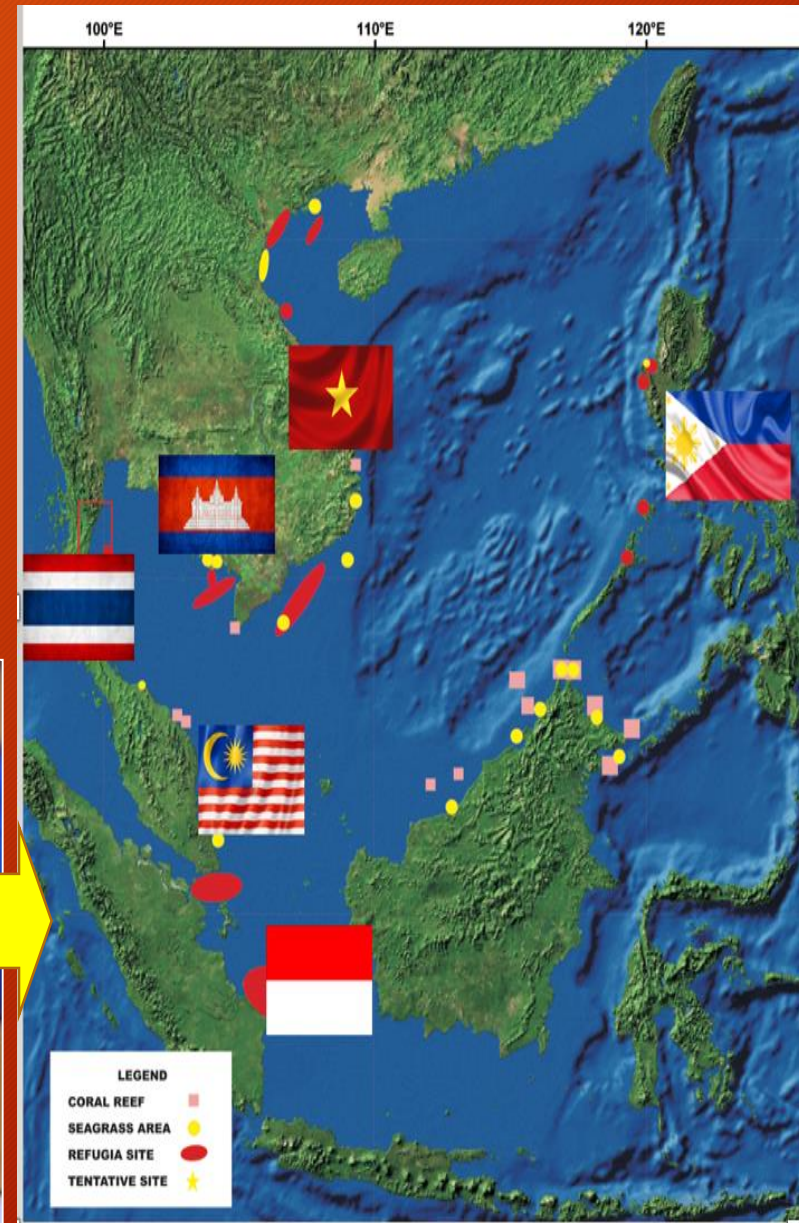 100°E 110°E 120°E
LEGEND
CORAL REEF
SEAGRASS AREA
REFUGIA SITE
TENTATIVE SITE